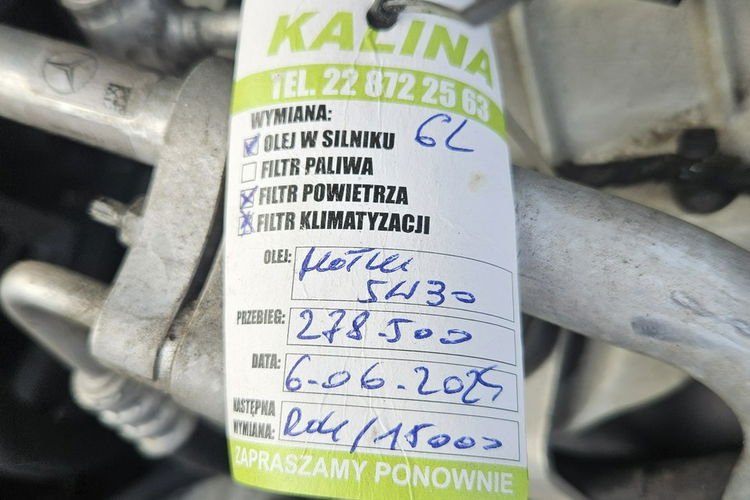 KALINA
TEL. 22 872 25 63
WYMIANA:
OLEJ W SILNIKU 6L
FILTR PALIWA
FILTR POWIETRZA
FILTR KLIMATYZACJI
OLEJ: MOTUL
5W30
PRZEBIEG: 278.500
DATA: 6-06.2025
NASTĘPNA
WYMIANA: Rok/15000
ZAPRASZAMY PONOWNIE